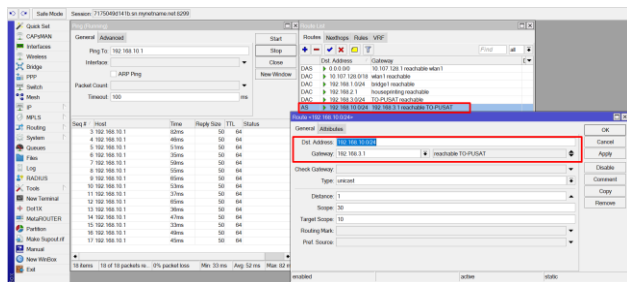 Safe Mode Session: 7175049d141b.sn.mynetname.net:8299
Quick Set
CAPsMAN
Interfaces
Wireless
Bridge
PPP
Switch
Mesh
IP
MPLS
Routing
System
Queues
Files
Log
RADIUS
Tools
New Terminal
Dot1X
MetaROUTER
Partition
Make Supout.rif
Manual
New WinBox
Exit
Ping (Running)
General Advanced
Ping To: 192.168.10.1
Interface:
ARP Ping
Packet Count:
Timeout: 100 ms
Start
Stop
Close
New Window
Seq # Host Time Reply Size TTL Status
3 192.168.10.1 82ms 50 64
4 192.168.10.1 46ms 50 64
5 192.168.10.1 51ms 50 64
6 192.168.10.1 35ms 50 64
7 192.168.10.1 59ms 50 64
8 192.168.10.1 65ms 50 64
9 192.168.10.1 65ms 50 64
10 192.168.10.1 53ms 50 64
11 192.168.10.1 37ms 50 64
12 192.168.10.1 65ms 50 64
13 192.168.10.1 36ms 50 64
14 192.168.10.1 47ms 50 64
15 192.168.10.1 33ms 50 64
16 192.168.10.1 49ms 50 64
17 192.168.10.1 45ms 50 64
18 items 18 of 18 packets re... 0% packet loss Min: 33 ms Avg: 52 ms Max: 82 m
Route List
Routes Nexthops Rules VRF
Find all
Dst. Address Gateway
DAS 0.0.0.0/0 10.107.128.1 reachable wlan1
DAC 10.107.128.0/18 wlan1 reachable
DAC 192.168.1.0/24 bridge1 reachable
DAC 192.168.2.1 houseprinting reachable
DAC 192.168.3.0/24 TO-PUSAT reachable
AS 192.168.10.0/24 192.168.3.1 reachable TO-PUSAT
Route <192.168.10.0/24>
General Attributes
Dst. Address: 192.168.10.0/24
Gateway: 192.168.3.1 reachable TO-PUSAT
Check Gateway:
Type: unicast
Distance: 1
Scope: 30
Target Scope: 10
Routing Mark:
Pref. Source:
OK
Cancel
Apply
Disable
Comment
Copy
Remove
enabled active static